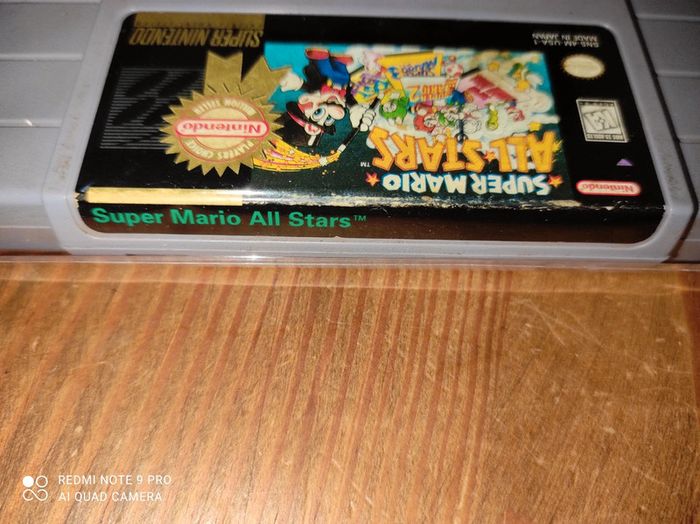 SUPER NINTENDO
SNS-4M-USA-1
MADE IN JAPAN
PLAYERS CHOICE
Nintendo
MILLION SELLER
SUPER MARIO
ALL-STARS™
Nintendo
Super Mario All Stars™
REDMI NOTE 9 PRO
AI QUAD CAMERA